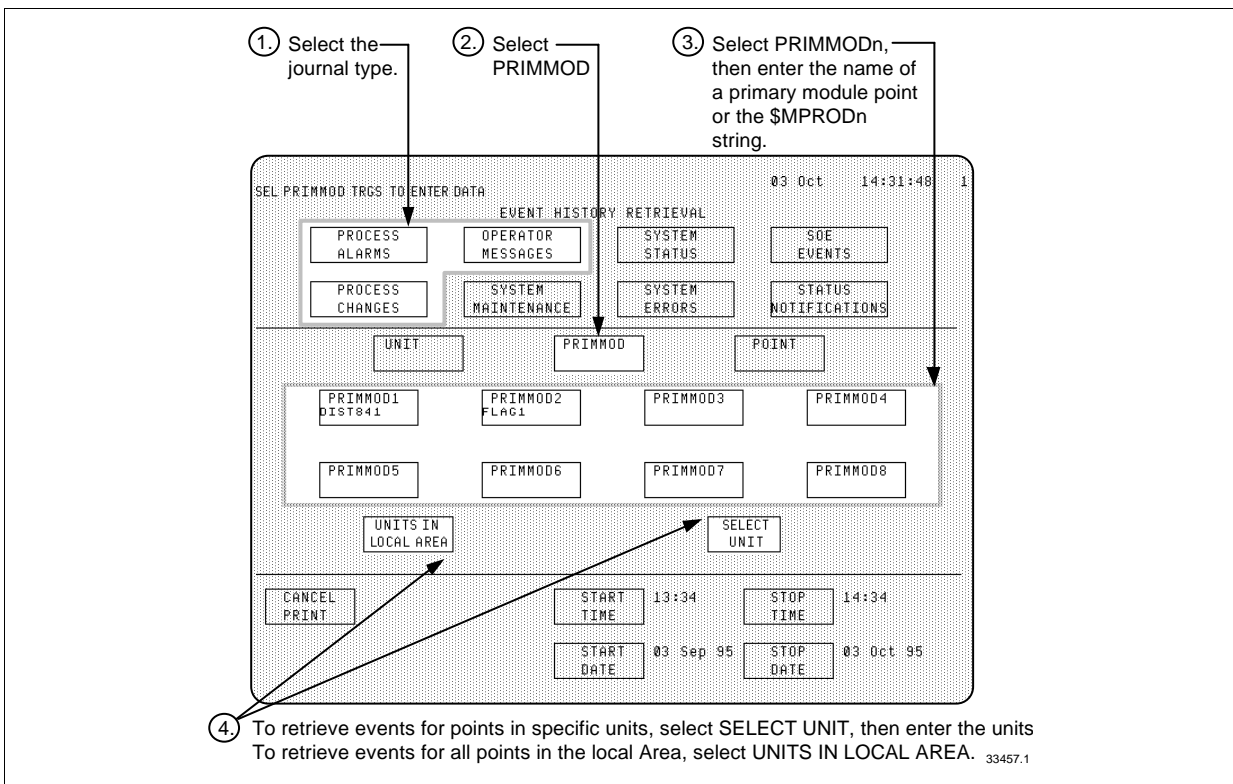 1. Select the
journal type.
2. Select
PRIMMOD
3. Select PRIMMODn,
then enter the name of
a primary module point
or the $MPRODn
string.
03 Oct 14:31:48 1
SEL PRIMMOD TRGS TO ENTER DATA
EVENT HISTORY RETRIEVAL
PROCESS
ALARMS
OPERATOR
MESSAGES
SYSTEM
STATUS
SOE
EVENTS
PROCESS
CHANGES
SYSTEM
MAINTENANCE
SYSTEM
ERRORS
STATUS
NOTIFICATIONS
UNIT
PRIMMOD
POINT
PRIMMOD1
DIST841
PRIMMOD2
FLAG1
PRIMMOD3
PRIMMOD4
PRIMMOD5
PRIMMOD6
PRIMMOD7
PRIMMOD8
UNITS IN
LOCAL AREA
SELECT
UNIT
CANCEL
PRINT
START
TIME
13:34
STOP
TIME
14:34
START
DATE
03 Sep 95
STOP
DATE
03 Oct 95
4. To retrieve events for points in specific units, select SELECT UNIT, then enter the units
To retrieve events for all points in the local Area, select UNITS IN LOCAL AREA.
33457.1